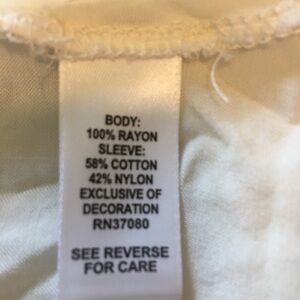 BODY:
100% RAYON
SLEEVE:
58% COTTON
42% NYLON
EXCLUSIVE OF
DECORATION
RN37080
SEE REVERSE
FOR CARE